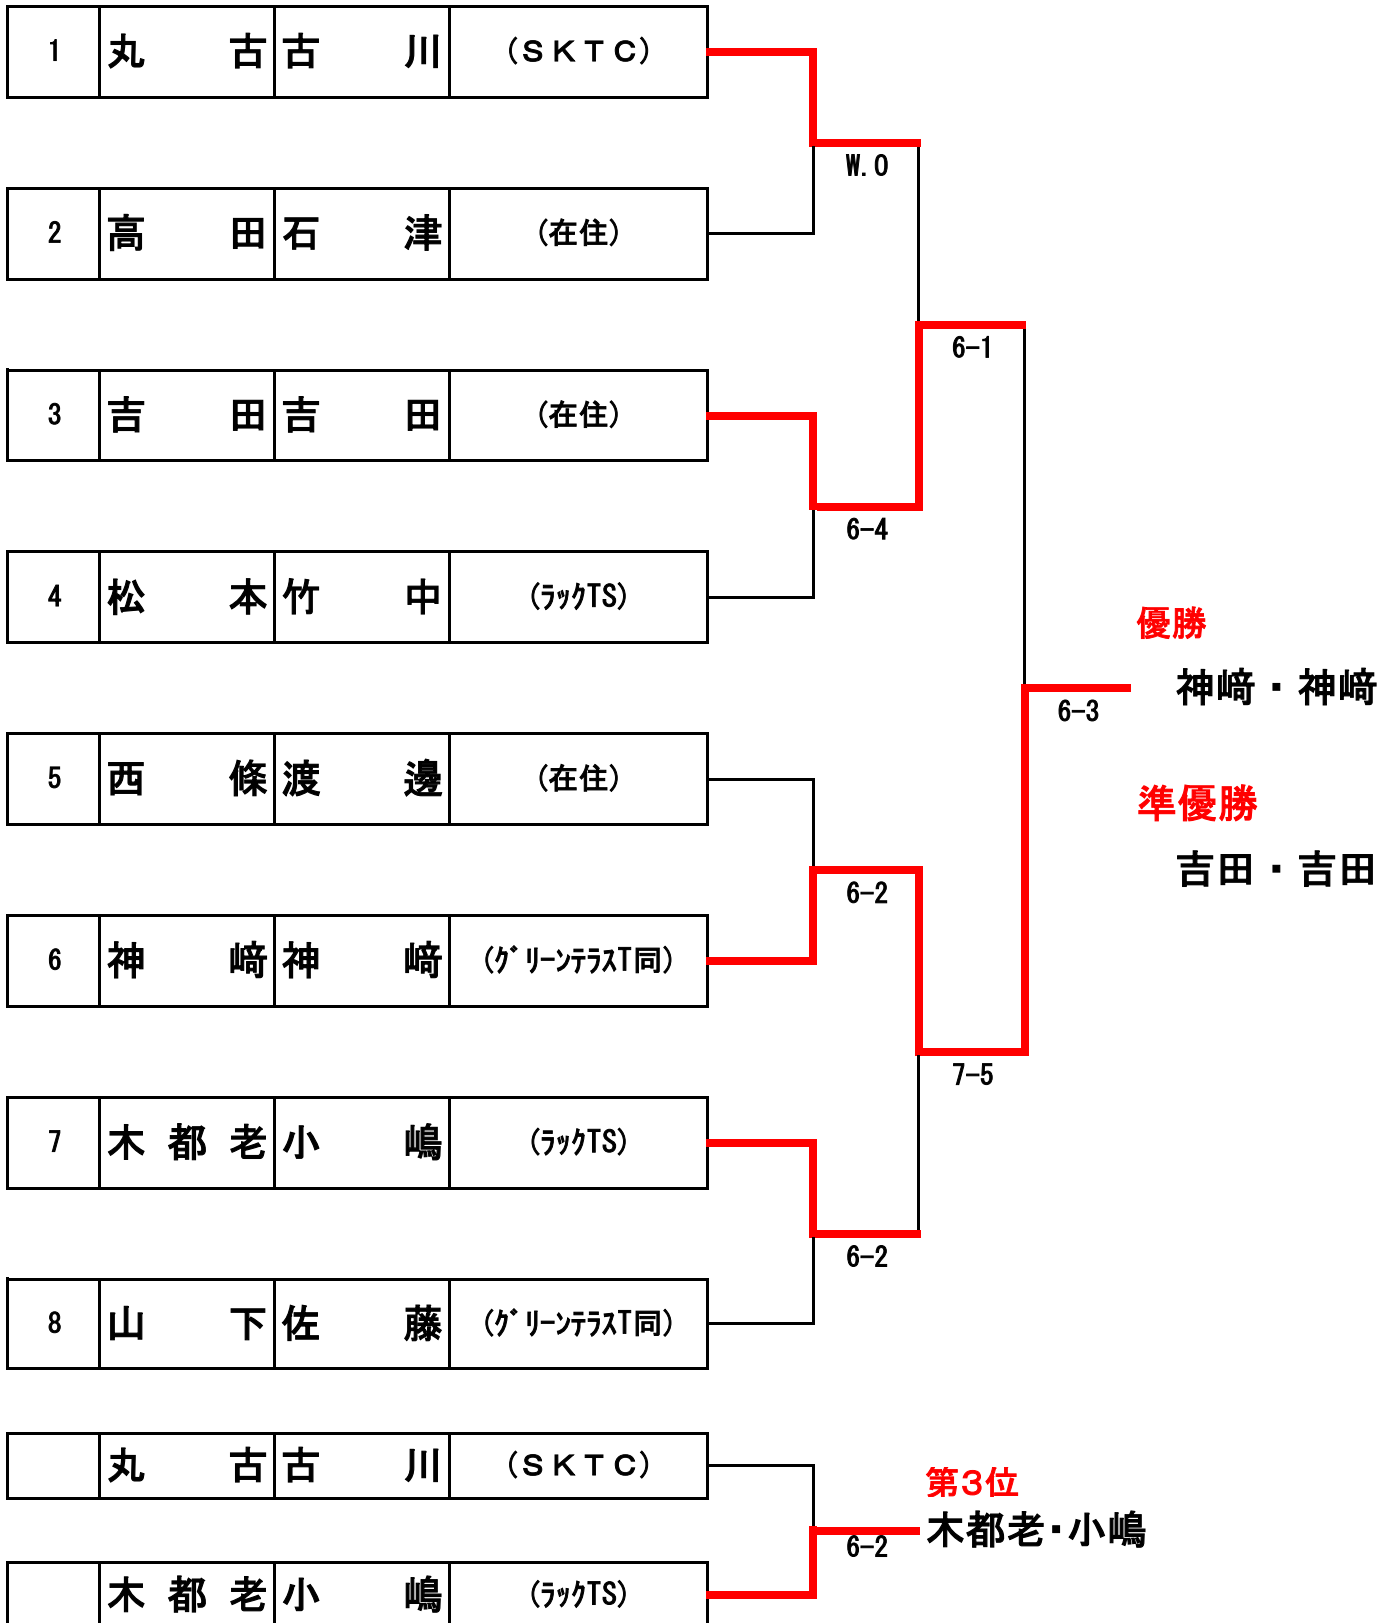 1 丸 古 古 川 (ＳＫＴＣ)
W.O
2 高 田 石 津 (在住)
6-1
3 吉 田 吉 田 (在住)
6-4
4 松 本 竹 中 (ﾗｯｸTS)
優勝
神﨑・神﨑
6-3
5 西 條 渡 邊 (在住)
準優勝
吉田・吉田
6-2
6 神 﨑 神 﨑 (ｸﾞﾘｰﾝﾃﾗｽT同)
7-5
7 木 都 老 小 嶋 (ﾗｯｸTS)
6-2
8 山 下 佐 藤 (ｸﾞﾘｰﾝﾃﾗｽT同)
丸 古 古 川 (ＳＫＴＣ)
第３位
木都老・小嶋
6-2
木 都 老 小 嶋 (ﾗｯｸTS)